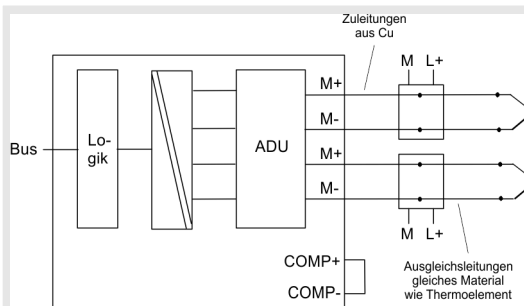 Zuleitungen
aus Cu
M L+
M+
M-
Bus
Lo-
gik
ADU
M+
M-
M L+
COMP+
COMP-
Ausgleichsleitungen
gleiches Material
wie Thermoelement